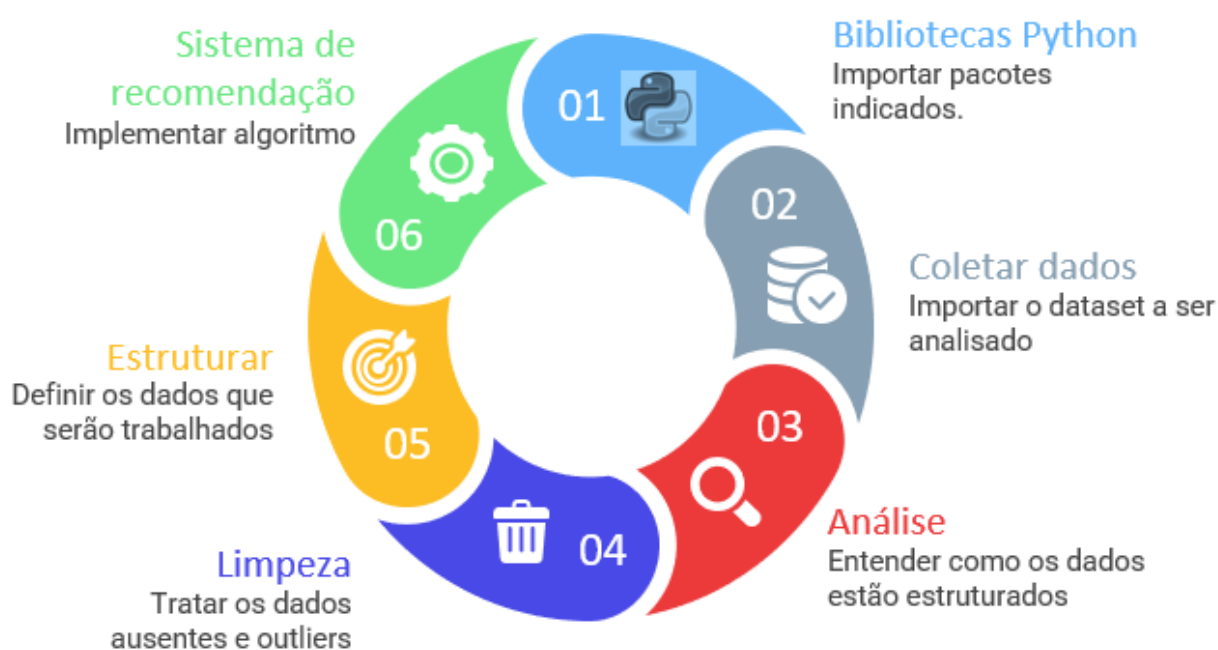 01
Bibliotecas Python
Importar pacotes
indicados.
02
Coletar dados
Importar o dataset a ser
analisado
03
Análise
Entender como os dados
estão estruturados
04
Limpeza
Tratar os dados
ausentes e outliers
05
Estruturar
Definir os dados que
serão trabalhados
06
Sistema de
recomendação
Implementar algoritmo